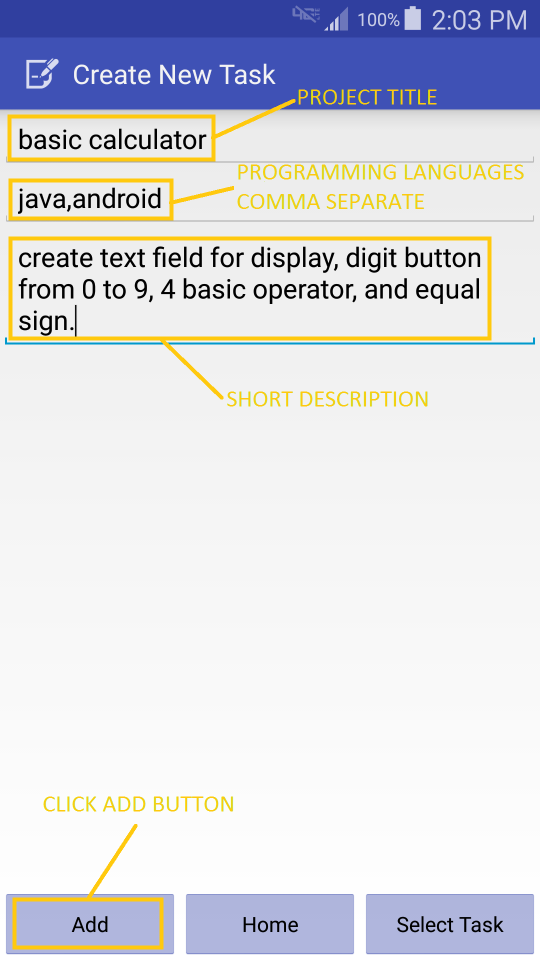 100% 2:03 PM
Create New Task
PROJECT TITLE
basic calculator
PROGRAMMING LANGUAGES
COMMA SEPARATE
java,android
create text field for display, digit button
from 0 to 9, 4 basic operator, and equal
sign.
SHORT DESCRIPTION
CLICK ADD BUTTON
Add Home Select Task